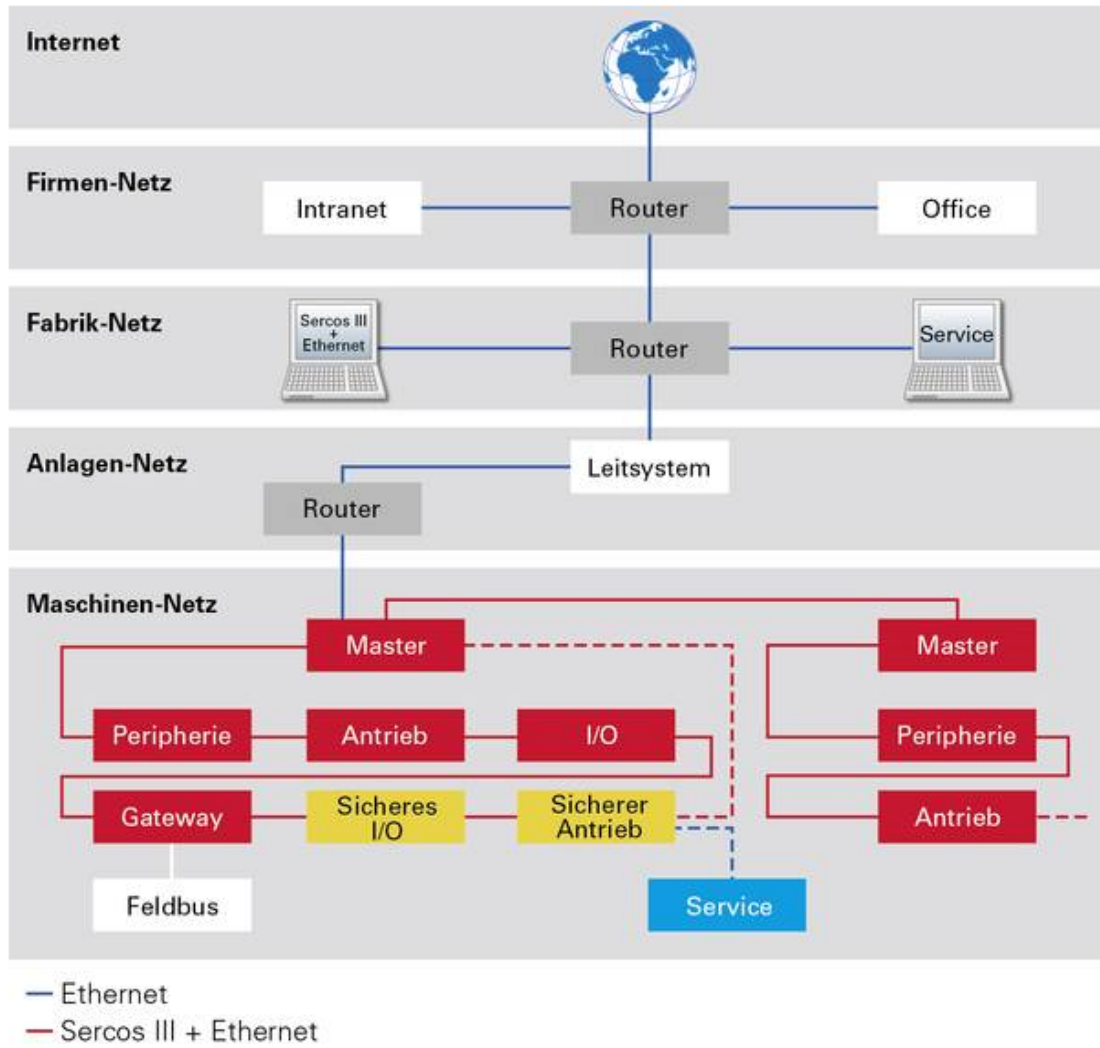 Internet
Firmen-Netz
Intranet
Router
Office
Fabrik-Netz
Sercos III
+
Ethernet
Router
Service
Anlagen-Netz
Leitsystem
Router
Maschinen-Netz
Master
Master
Peripherie
Antrieb
I/O
Peripherie
Gateway
Sicheres
I/O
Sicherer
Antrieb
Antrieb
Feldbus
Service
Ethernet
Sercos III + Ethernet